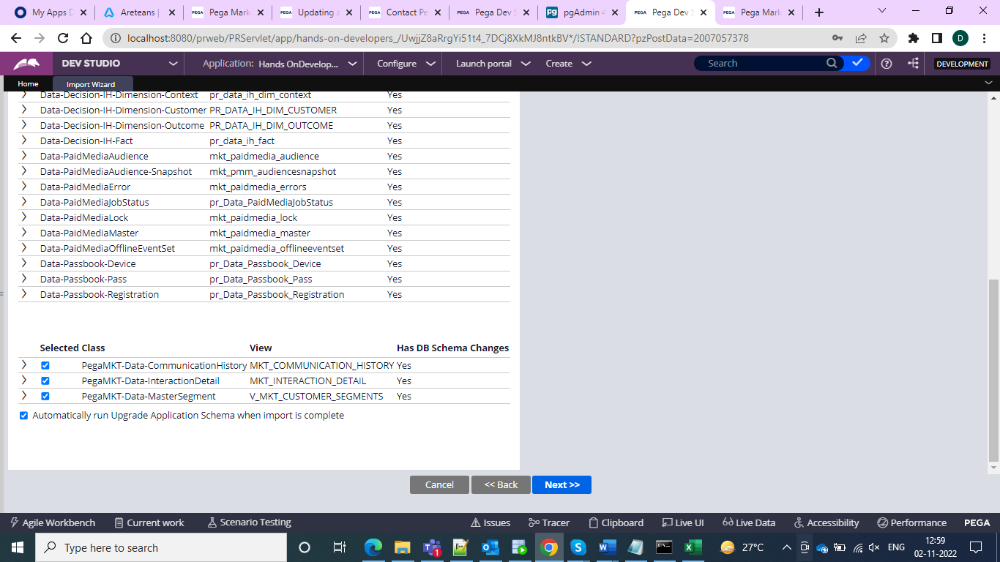 My Apps D
Areteans |
PEGA Pega Mark
PEGA Updating a
PEGA Contact Pe
PEGA Pega Dev S
Pg pgAdmin 4
PEGA Pega Dev S
PEGA Pega Mark
localhost:8080/prweb/PRServlet/app/hands-on-developers_/UwjjZ8aRrgYi51t4_7DCj8XkMJ8ntkBV*/!STANDARD?pzPostData=2007057378
D
DEV STUDIO Application: Hands OnDevelop... Configure Launch portal Create Search DEVELOPMENT
Home Import Wizard
Data-Decision-IH-Dimension-Context pr_data_ih_dim_context Yes
Data-Decision-IH-Dimension-Customer PR_DATA_IH_DIM_CUSTOMER Yes
Data-Decision-IH-Dimension-Outcome PR_DATA_IH_DIM_OUTCOME Yes
Data-Decision-IH-Fact pr_data_ih_fact Yes
Data-PaidMediaAudience mkt_paidmedia_audience Yes
Data-PaidMediaAudience-Snapshot mkt_pmm_audiencesnapshot Yes
Data-PaidMediaError mkt_paidmedia_errors Yes
Data-PaidMediaJobStatus pr_Data_PaidMediaJobStatus Yes
Data-PaidMediaLock mkt_paidmedia_lock Yes
Data-PaidMediaMaster mkt_paidmedia_master Yes
Data-PaidMediaOfflineEventSet mkt_paidmedia_offlineeventset Yes
Data-Passbook-Device pr_Data_Passbook_Device Yes
Data-Passbook-Pass pr_Data_Passbook_Pass Yes
Data-Passbook-Registration pr_Data_Passbook_Registration Yes
Selected Class View Has DB Schema Changes
PegaMKT-Data-CommunicationHistory MKT_COMMUNICATION_HISTORY Yes
PegaMKT-Data-InteractionDetail MKT_INTERACTION_DETAIL Yes
PegaMKT-Data-MasterSegment V_MKT_CUSTOMER_SEGMENTS Yes
Automatically run Upgrade Application Schema when import is complete
Cancel << Back Next >>
Agile Workbench Current work Scenario Testing Issues Tracer Clipboard Live UI Live Data Accessibility Performance PEGA
Type here to search 1 27°C ENG 12:59
02-11-2022